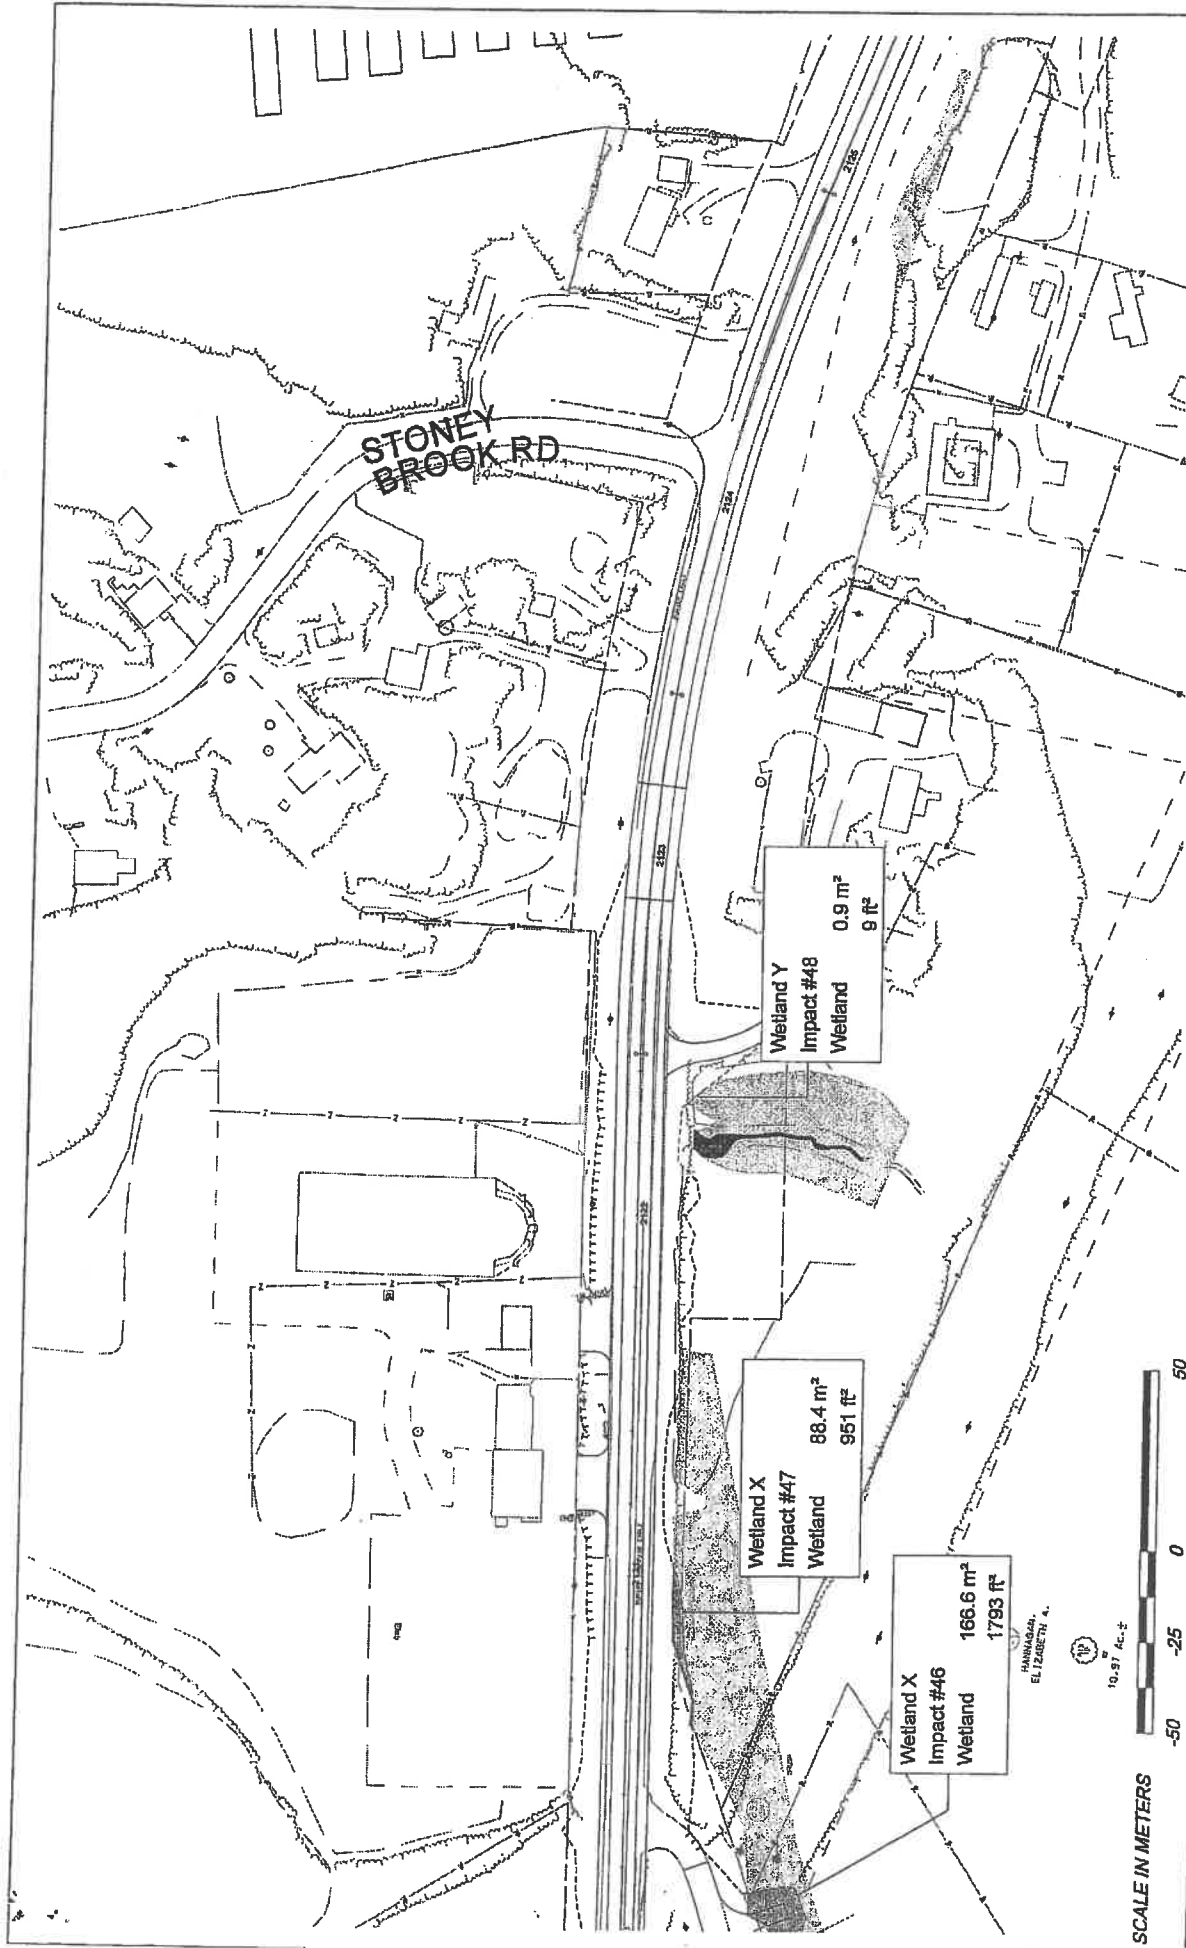 STONEY
BROOK RD
2125
2124
2123
2122
Wetland Y
Impact #48
Wetland 0.9 m²
9 ft²
Wetland X
Impact #47
Wetland 88.4 m²
951 ft²
Wetland X
Impact #46
Wetland 166.6 m²
1793 ft²
HANNAGAN,
ELIZABETH A.
10.97 Ac.±
SCALE IN METERS
-50 -25 0 50